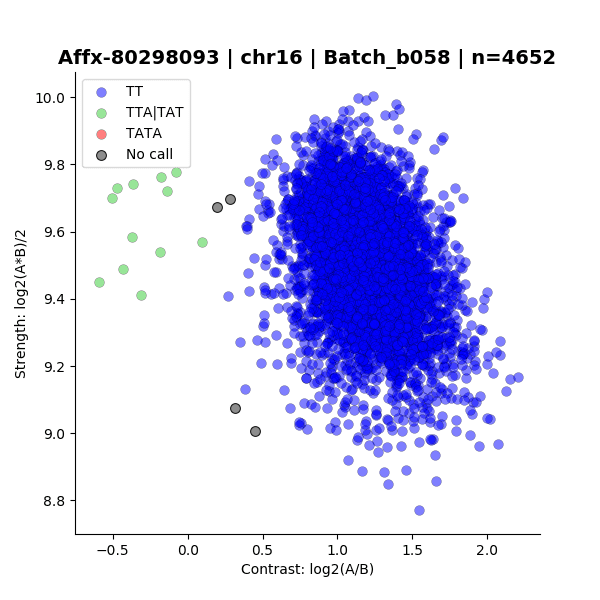 Affx-80298093 | chr16 | Batch_b058 | n=4652
TT
TTA|TAT
TATA
No call
10.0
9.8
9.6
9.4
9.2
9.0
8.8
Strength: log2(A*B)/2
−0.5 0.0 0.5 1.0 1.5 2.0
Contrast: log2(A/B)